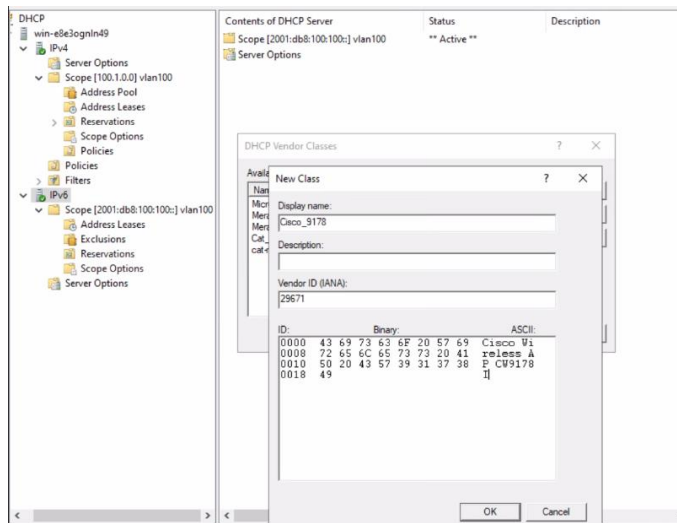 DHCP
win-e8e3ognln49
IPv4
Server Options
Scope [100.1.0.0] vlan100
Address Pool
Address Leases
Reservations
Scope Options
Policies
Policies
Filters
IPv6
Scope [2001:db8:100:100::] vlan100
Address Leases
Exclusions
Reservations
Scope Options
Server Options
Contents of DHCP Server Status Description
Scope [2001:db8:100:100::] vlan100 ** Active **
Server Options
DHCP Vendor Classes ? ×
New Class ? ×
Display name:
Cisco_9178
Description:
Vendor ID (IANA):
29671
ID: Binary: ASCII:
0000 43 69 73 63 6F 20 57 69 Cisco Wi
0008 72 65 6C 65 73 73 20 41 reless A
0010 50 20 43 57 39 31 37 38 P CW9178
0018 49 I
OK Cancel